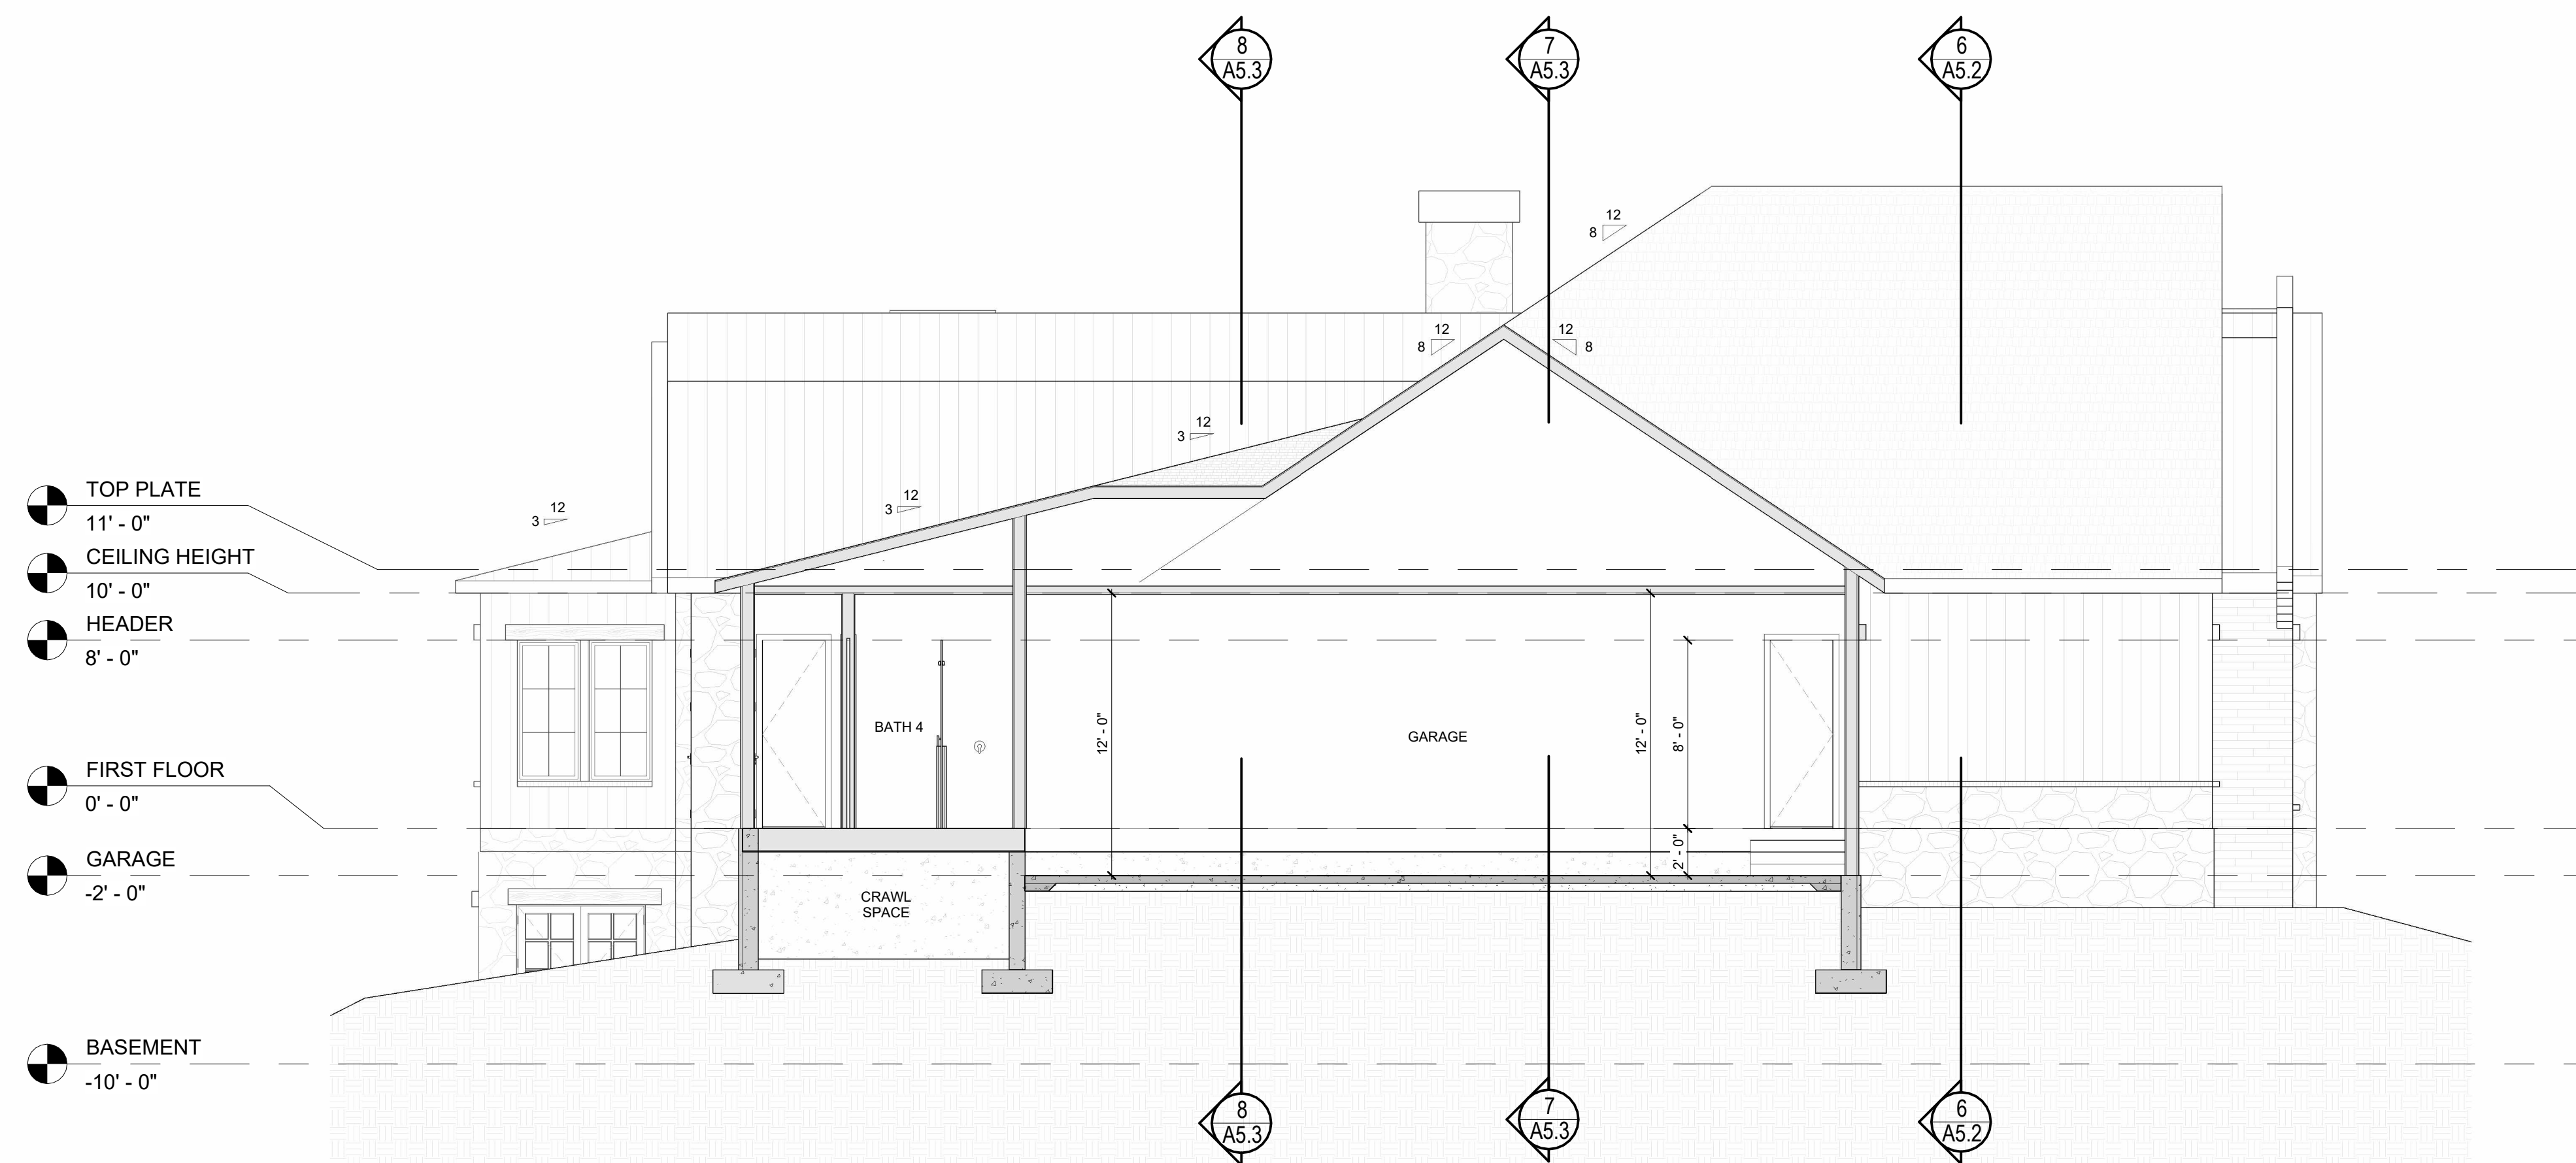 8
A5.3
7
A5.3
6
A5.2
12
8
12
8
12
8
12
3
12
3
12
3
TOP PLATE
11' - 0"
CEILING HEIGHT
10' - 0"
HEADER
8' - 0"
FIRST FLOOR
0' - 0"
GARAGE
-2' - 0"
BASEMENT
-10' - 0"
BATH 4
GARAGE
12' - 0"
12' - 0"
8' - 0"
2' - 0"
CRAWL
SPACE
8
A5.3
7
A5.3
6
A5.2